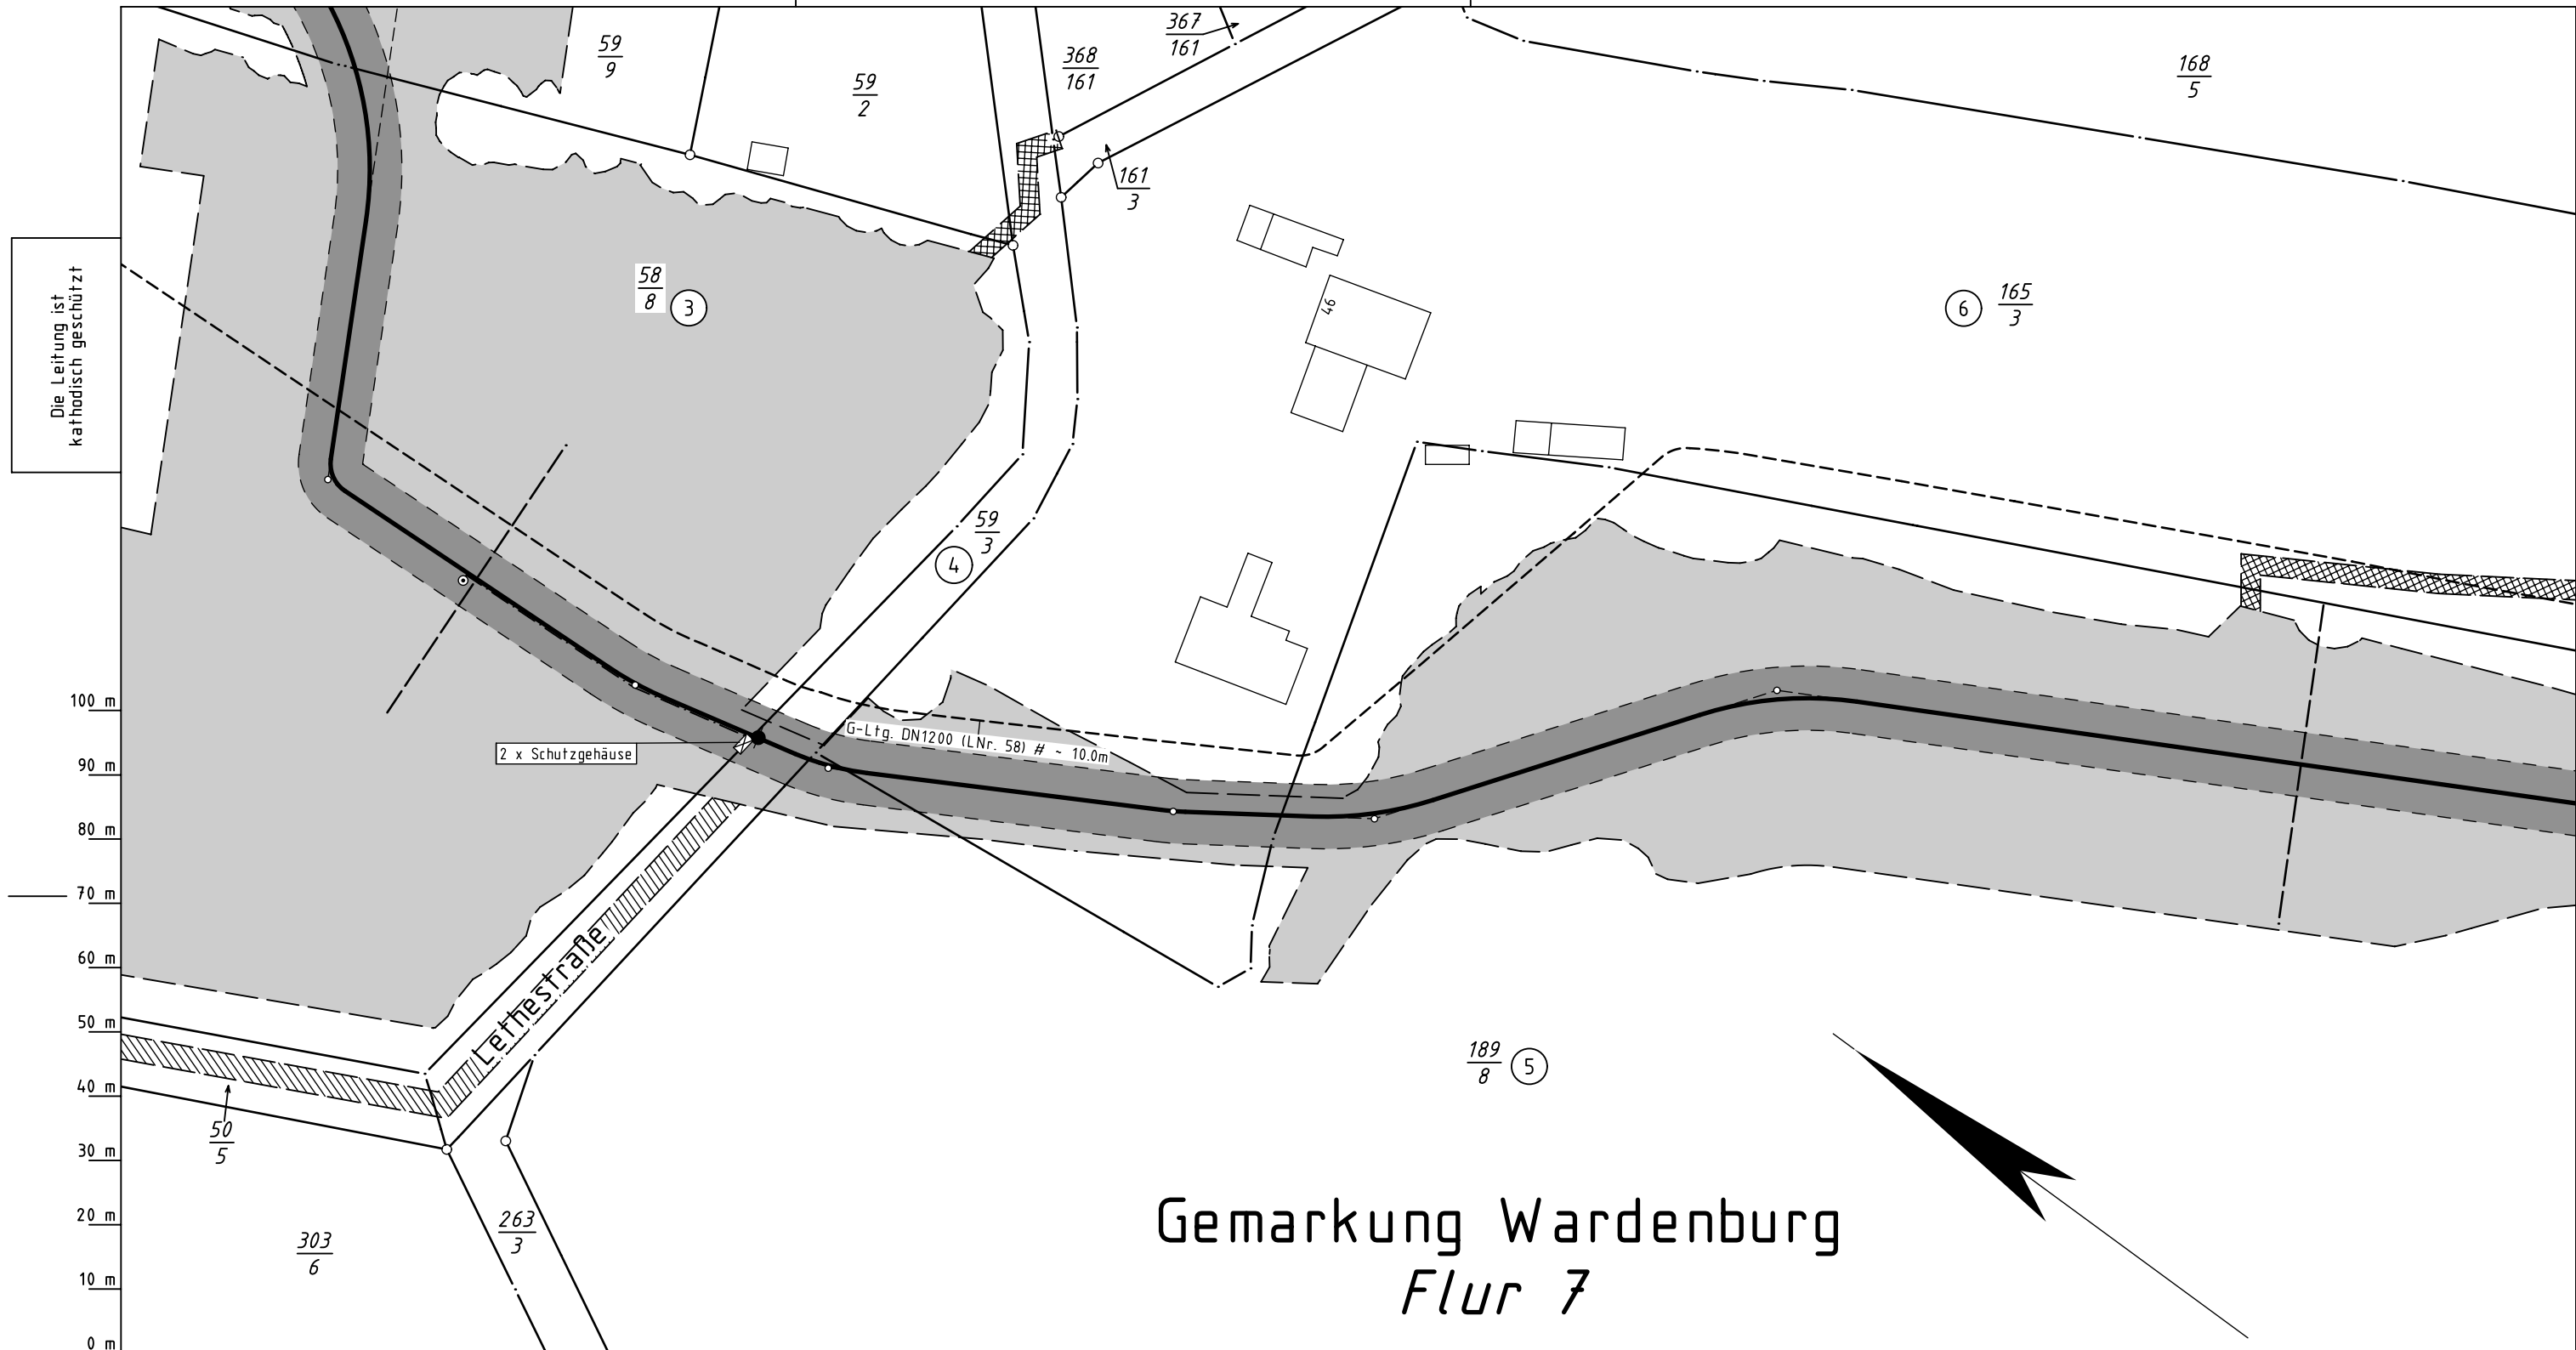 367
161
59
9
368
161
59
2
168
5
161
3
Die Leitung ist
kathodisch geschützt
58
8
3
46
6
165
3
59
3
4
100 m
G-Ltg. DN1200 (LNr. 58) # ~ 10.0m
2 x Schutzgehäuse
90 m
80 m
70 m
60 m
Lethestraße
50 m
40 m
189
8
5
50
5
30 m
20 m
263
3
303
6
10 m
0 m
Gemarkung Wardenburg
Flur 7